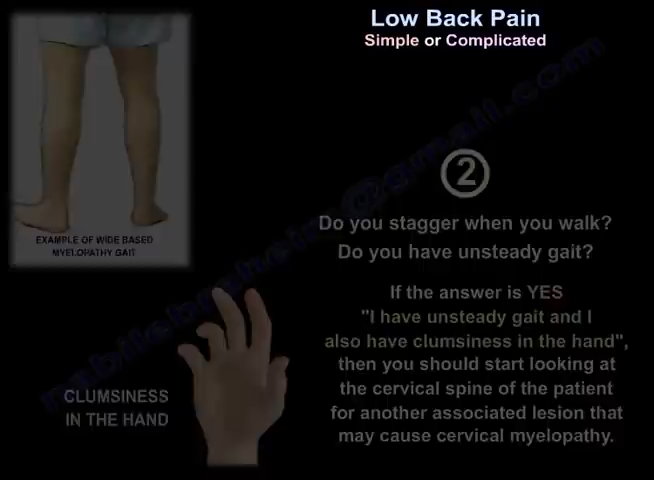 Low Back Pain
Simple or Complicated
EXAMPLE OF WIDE BASED
MYELOPATHY GAIT
2
Do you stagger when you walk?
Do you have unsteady gait?
If the answer is YES
"I have unsteady gait and I
also have clumsiness in the hand",
then you should start looking at
the cervical spine of the patient
for another associated lesion that
may cause cervical myelopathy.
CLUMSINESS
IN THE HAND